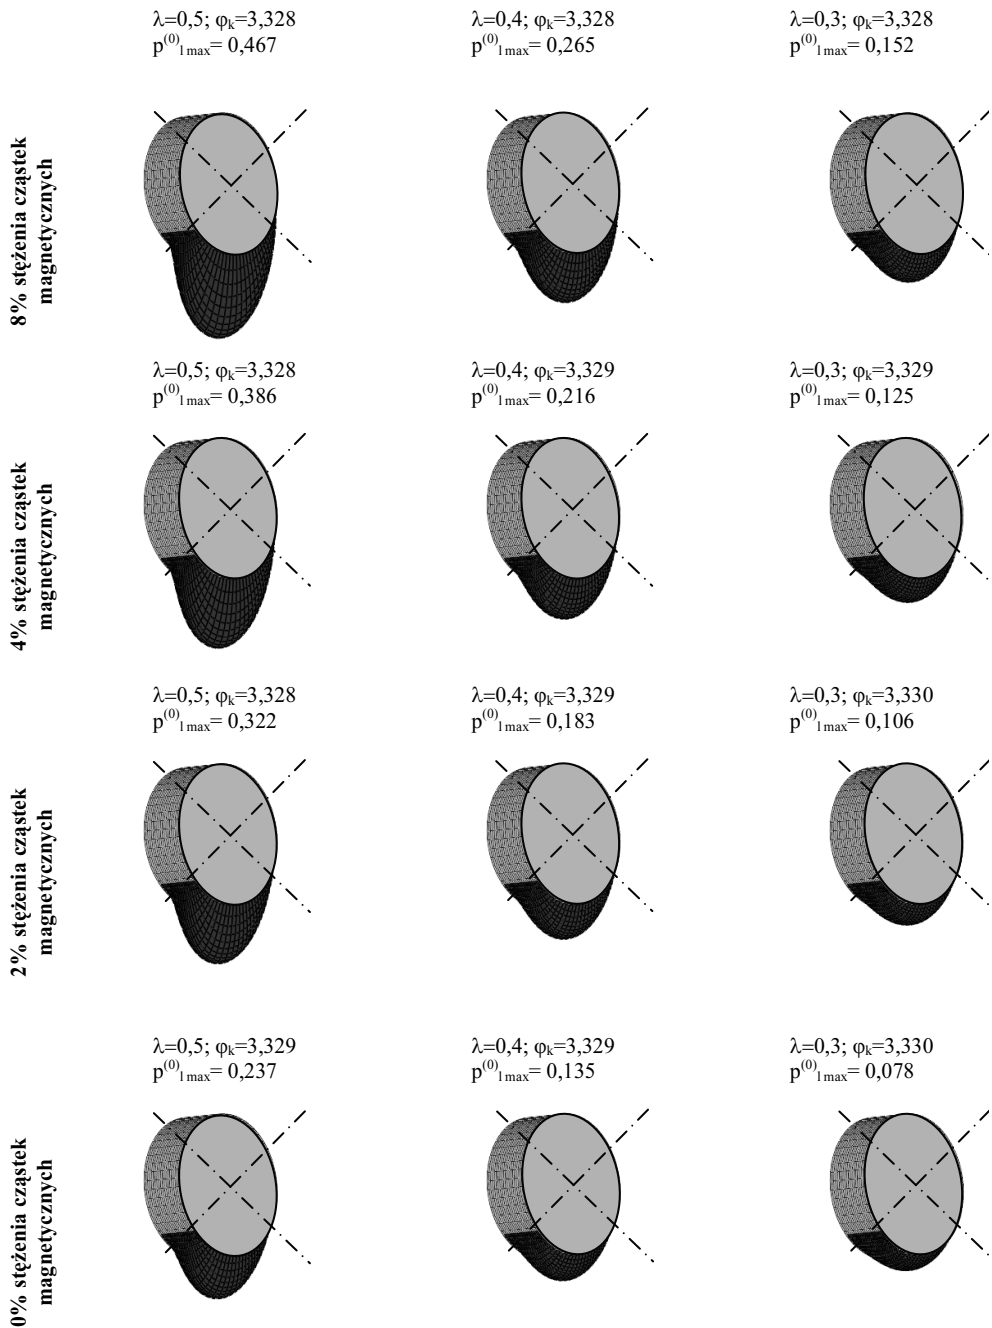 λ=0,5; φk=3,328
p(0)1max= 0,467
λ=0,4; φk=3,328
p(0)1max= 0,265
λ=0,3; φk=3,328
p(0)1max= 0,152
8% stężenia cząstek
magnetycznych
λ=0,5; φk=3,328
p(0)1max= 0,386
λ=0,4; φk=3,329
p(0)1max= 0,216
λ=0,3; φk=3,329
p(0)1max= 0,125
4% stężenia cząstek
magnetycznych
λ=0,5; φk=3,328
p(0)1max= 0,322
λ=0,4; φk=3,329
p(0)1max= 0,183
λ=0,3; φk=3,330
p(0)1max= 0,106
2% stężenia cząstek
magnetycznych
λ=0,5; φk=3,329
p(0)1max= 0,237
λ=0,4; φk=3,329
p(0)1max= 0,135
λ=0,3; φk=3,330
p(0)1max= 0,078
0% stężenia cząstek
magnetycznych